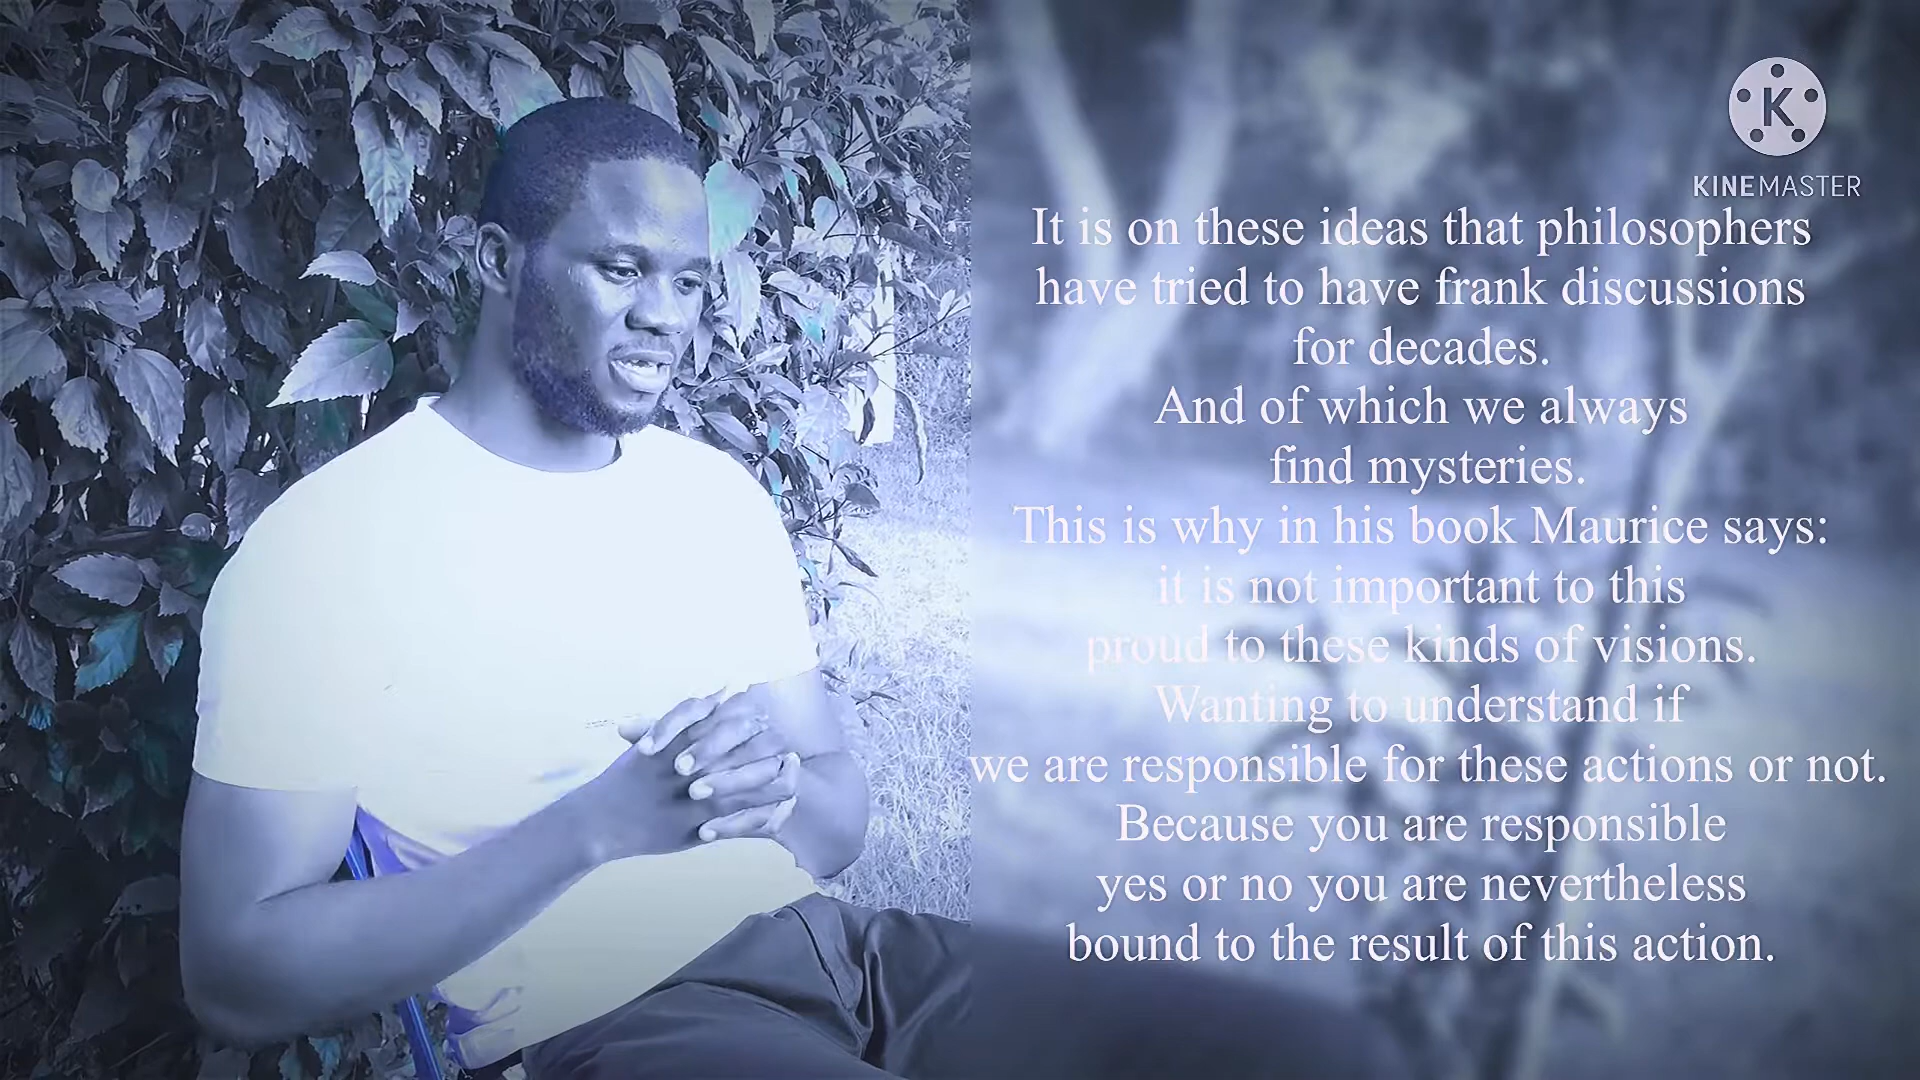 K
KINEMASTER
It is on these ideas that philosophers
have tried to have frank discussions
for decades.
And of which we always
find mysteries.
This is why in his book Maurice says:
it is not important to this
proud to these kinds of visions.
Wanting to understand if
we are responsible for these actions or not.
Because you are responsible
yes or no you are nevertheless
bound to the result of this action.